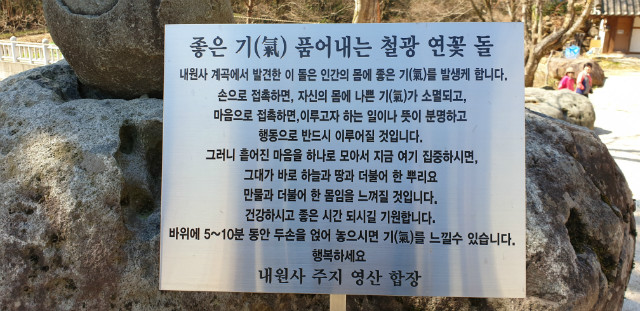 좋은 기(氣) 품어내는 철광 연꽃 돌
내원사 계곡에서 발견한 이 돌은 인간의 몸에 좋은 기(氣)를 발생케 합니다.
손으로 접촉하면, 자신의 몸에 나쁜 기(氣)가 소멸되고,
마음으로 접촉하면,이루고자 하는 일이나 뜻이 분명하고
행동으로 반드시 이루어질 것입니다.
그러니 흩어진 마음을 하나로 모아서 지금 여기 집중하시면,
그대가 바로 하늘과 땅과 더불어 한 뿌리요
만물과 더불어 한 몸임을 느껴질 것입니다.
건강하시고 좋은 시간 되시길 기원합니다.
바위에 5~10분 동안 두손을 얹어 놓으시면 기(氣)를 느낄수 있습니다.
행복하세요
내원사 주지 영산 합장